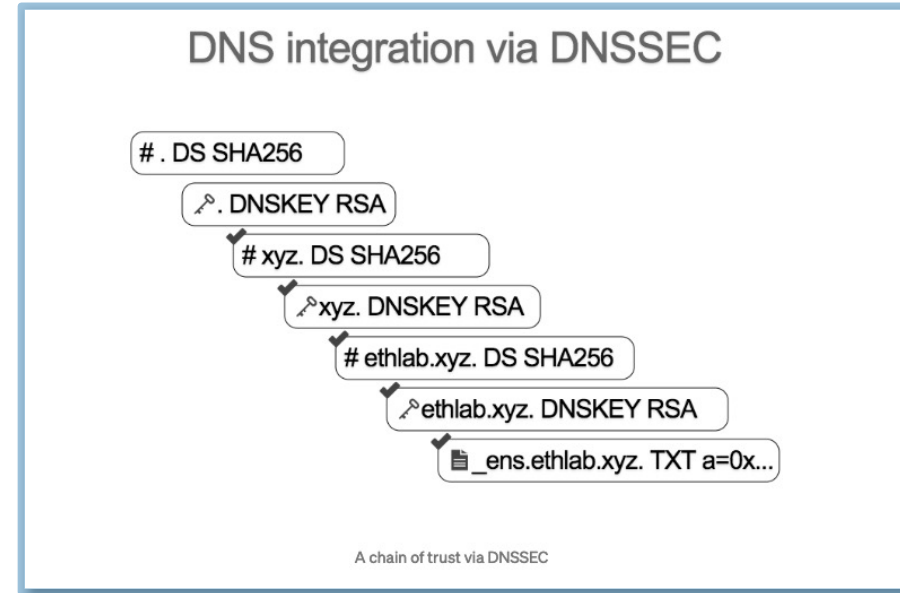 DNS integration via DNSSEC
# . DS SHA256
. DNSKEY RSA
# xyz. DS SHA256
xyz. DNSKEY RSA
# ethlab.xyz. DS SHA256
ethlab.xyz. DNSKEY RSA
_ens.ethlab.xyz. TXT a=0x...
A chain of trust via DNSSEC